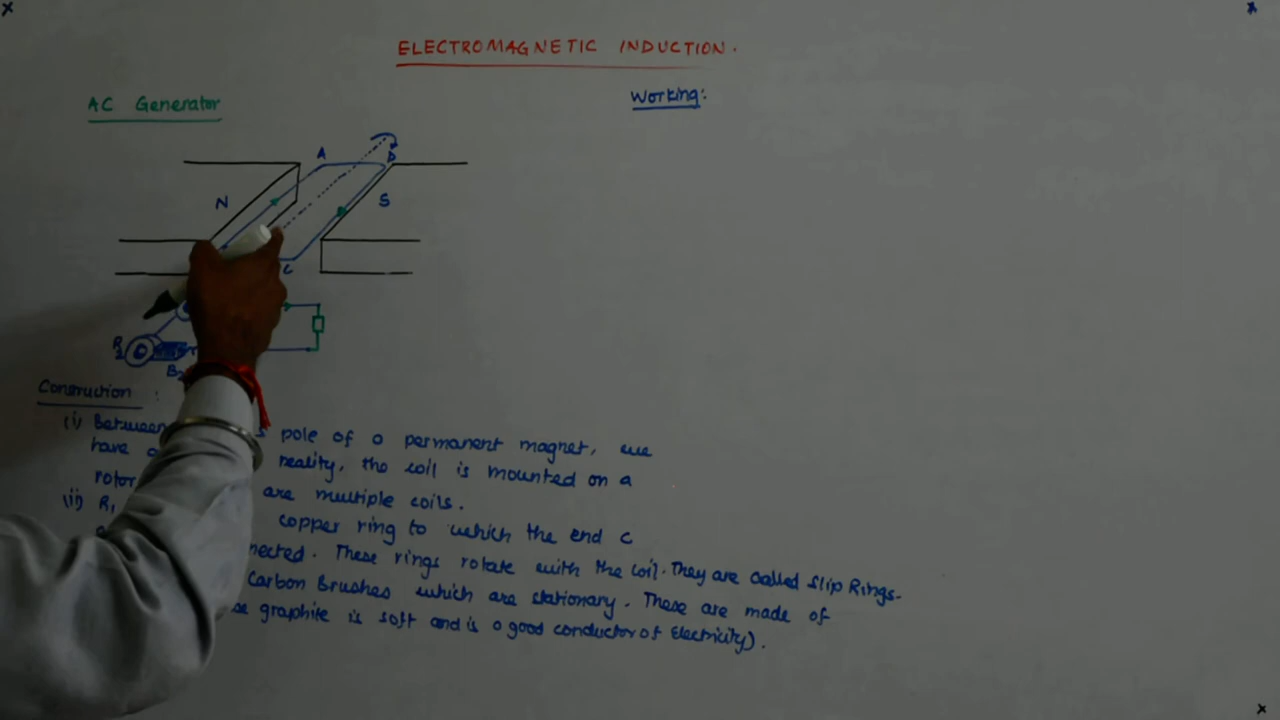 ELECTROMAGNETIC INDUCTION.
AC Generator
Working:
A
B
N
S
C
R2
B2
Construction :
(i) Between pole of a permanent magnet, we
have reality, the coil is mounted on a
rotor are multiple coils.
(ii) R1 copper ring to which the end c
These rings rotate with the coil. They are called Slip Rings.
Carbon Brushes which are stationary. These are made of
graphite is soft and is a good conductor of Electricity).